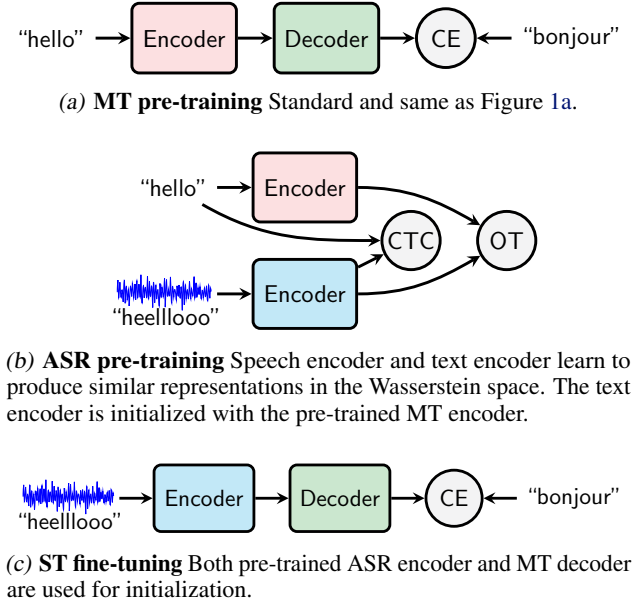 “hello” Encoder Decoder CE “bonjour”
(a) MT pre-training Standard and same as Figure 1a.
“hello” Encoder
CTC OT
Encoder
“heelllooo”
(b) ASR pre-training Speech encoder and text encoder learn to
produce similar representations in the Wasserstein space. The text
encoder is initialized with the pre-trained MT encoder.
Encoder Decoder CE “bonjour”
“heelllooo”
(c) ST fine-tuning Both pre-trained ASR encoder and MT decoder
are used for initialization.